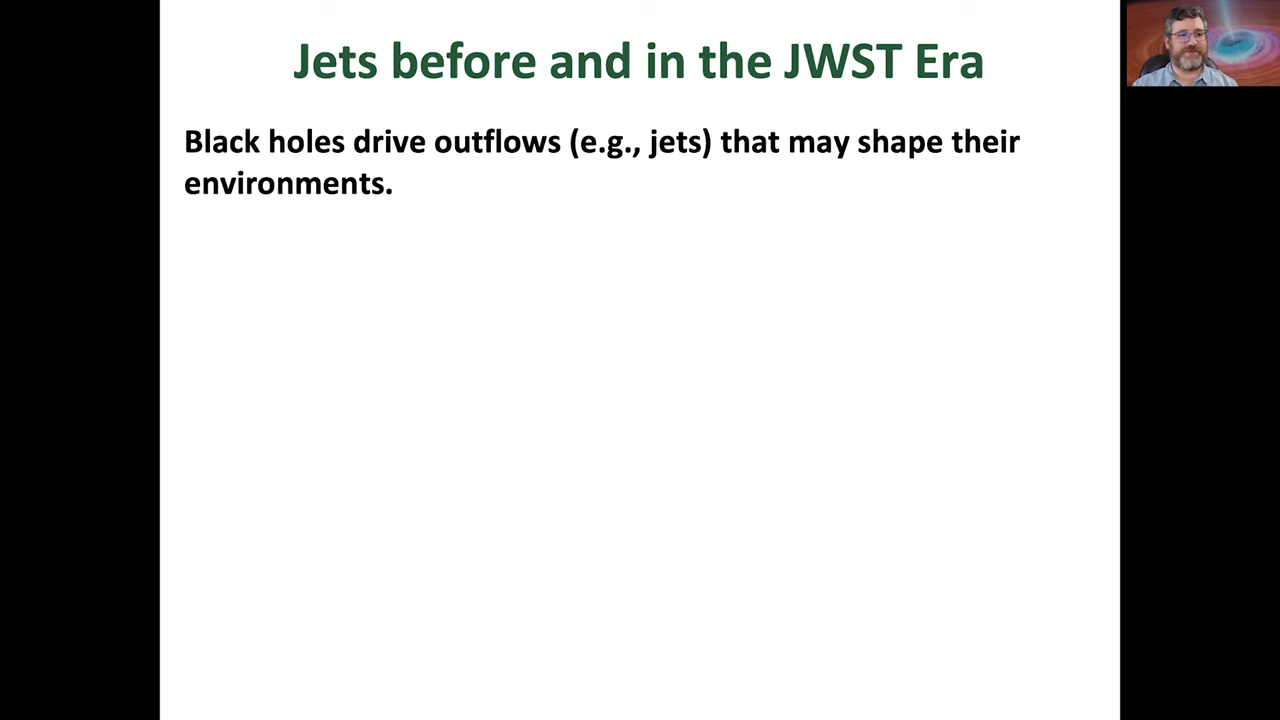 Jets before and in the JWST Era
Black holes drive outflows (e.g., jets) that may shape their
environments.